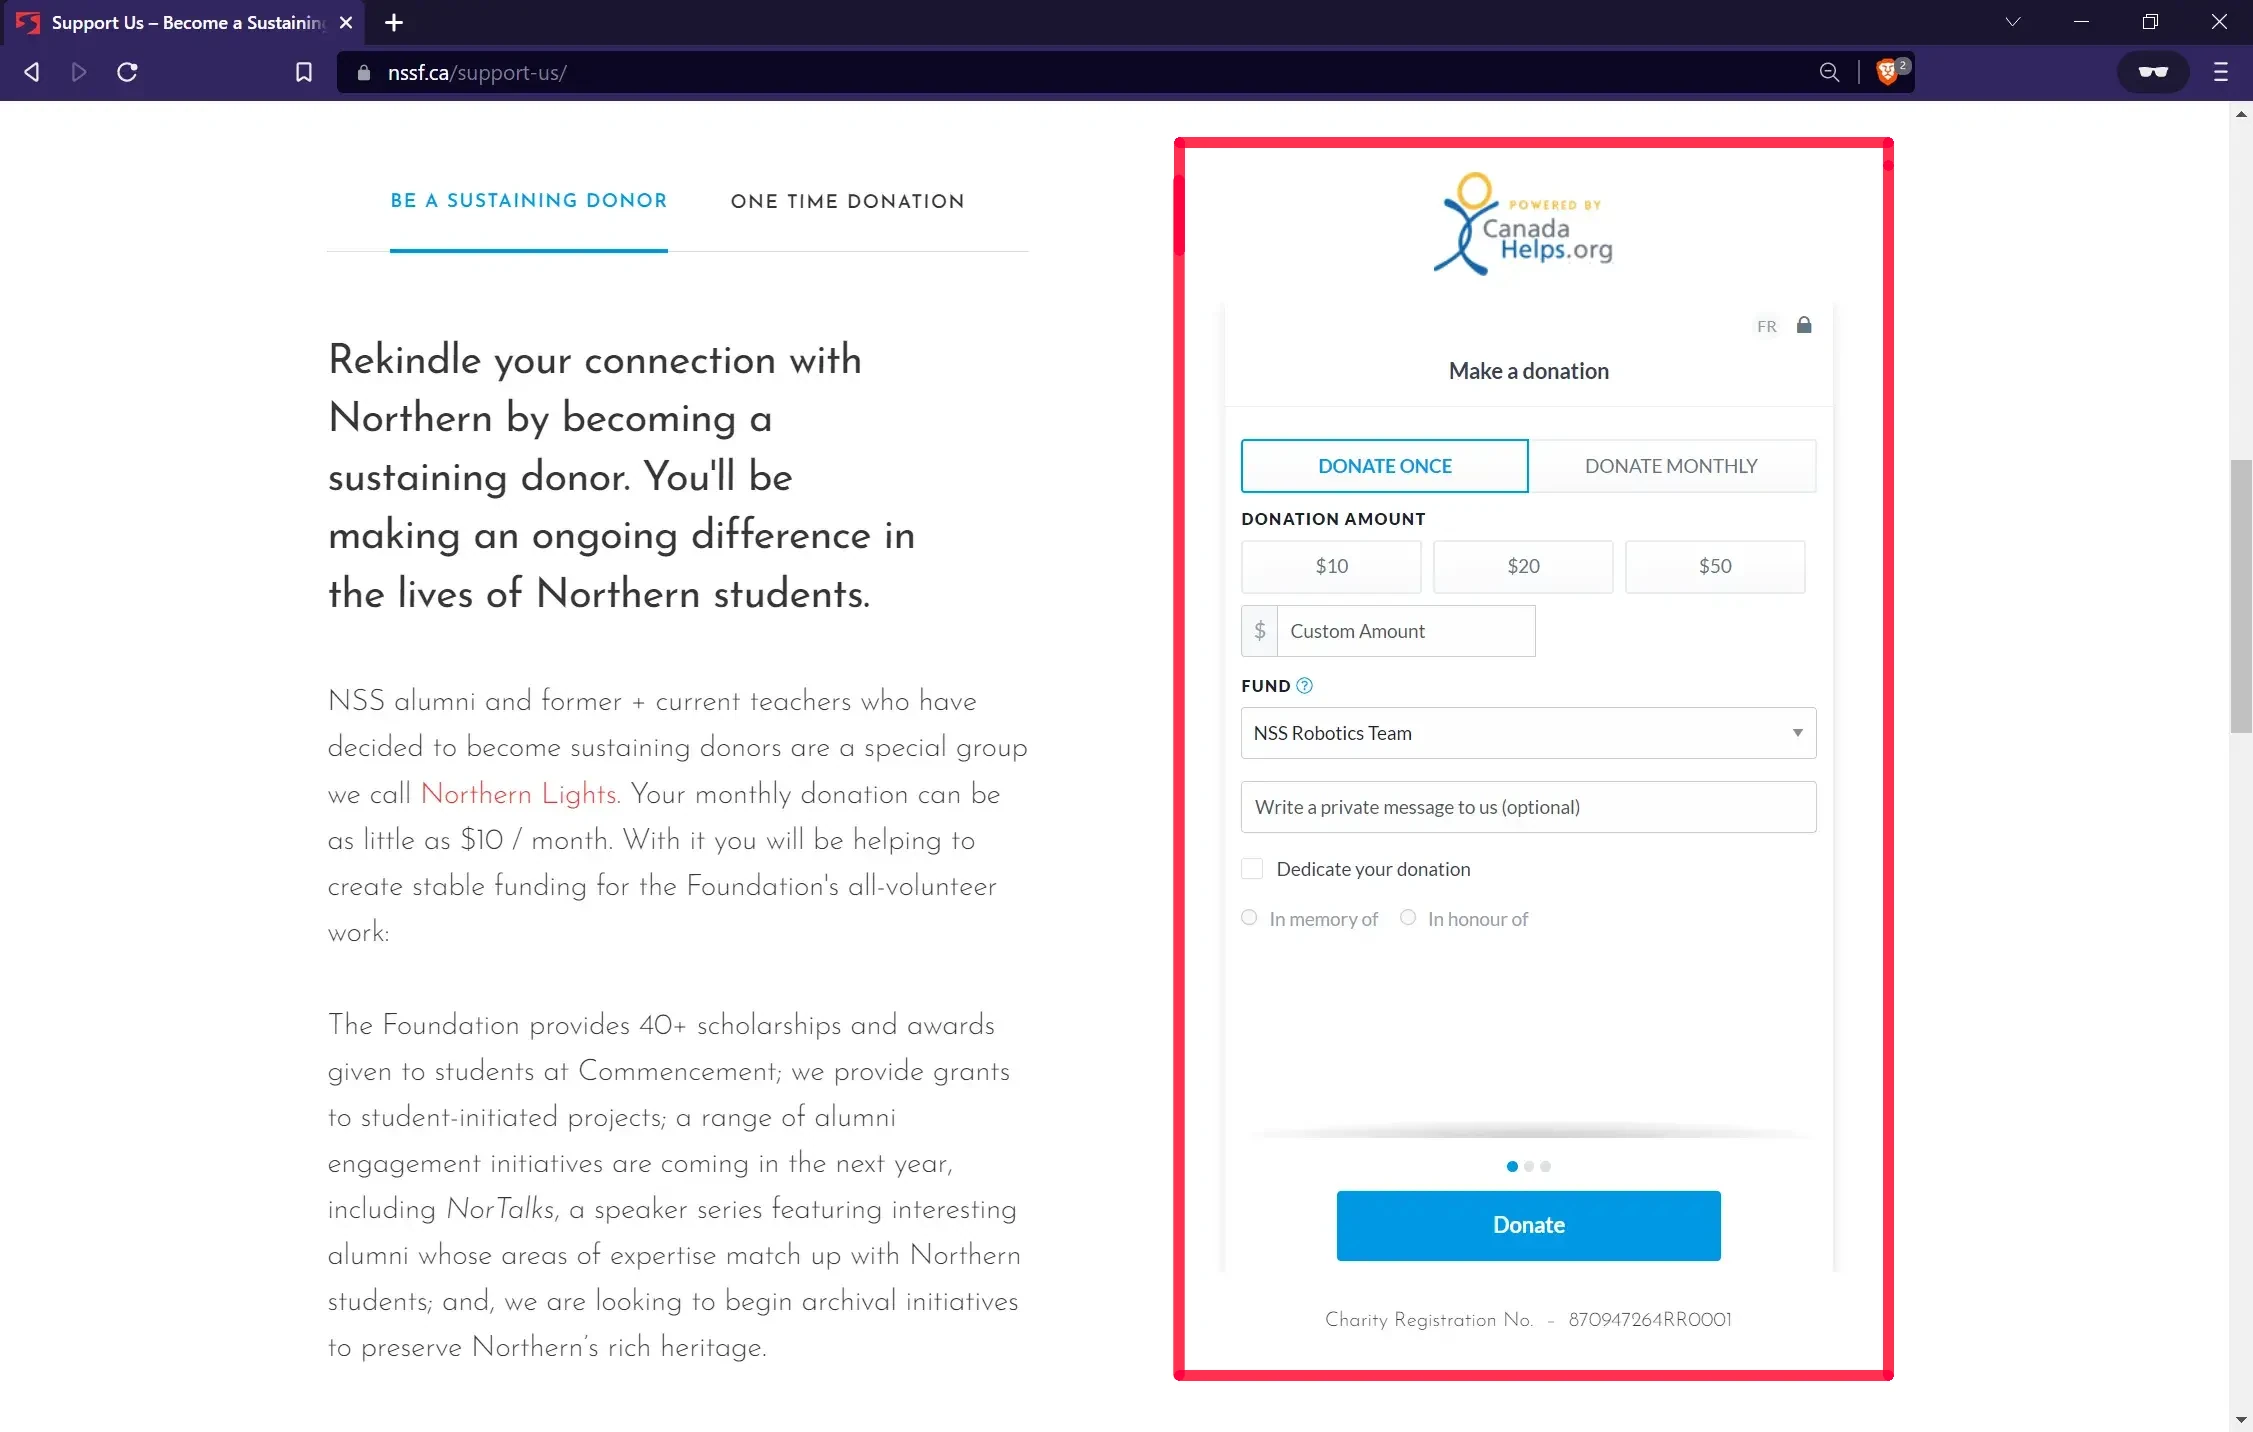 Support Us – Become a Sustaining
nssf.ca/support-us/
2
BE A SUSTAINING DONOR
ONE TIME DONATION
Rekindle your connection with
Northern by becoming a
sustaining donor. You'll be
making an ongoing difference in
the lives of Northern students.
NSS alumni and former + current teachers who have
decided to become sustaining donors are a special group
we call Northern Lights. Your monthly donation can be
as little as $10 / month. With it you will be helping to
create stable funding for the Foundation's all-volunteer
work:
The Foundation provides 40+ scholarships and awards
given to students at Commencement; we provide grants
to student-initiated projects; a range of alumni
engagement initiatives are coming in the next year,
including NorTalks, a speaker series featuring interesting
alumni whose areas of expertise match up with Northern
students; and, we are looking to begin archival initiatives
to preserve Northern's rich heritage.
POWERED BY
Canada
Helps.org
FR
Make a donation
DONATE ONCE
DONATE MONTHLY
DONATION AMOUNT
$10
$20
$50
$ Custom Amount
FUND ?
NSS Robotics Team
Write a private message to us (optional)
Dedicate your donation
In memory of
In honour of
Donate
Charity Registration No. – 870947264RR0001